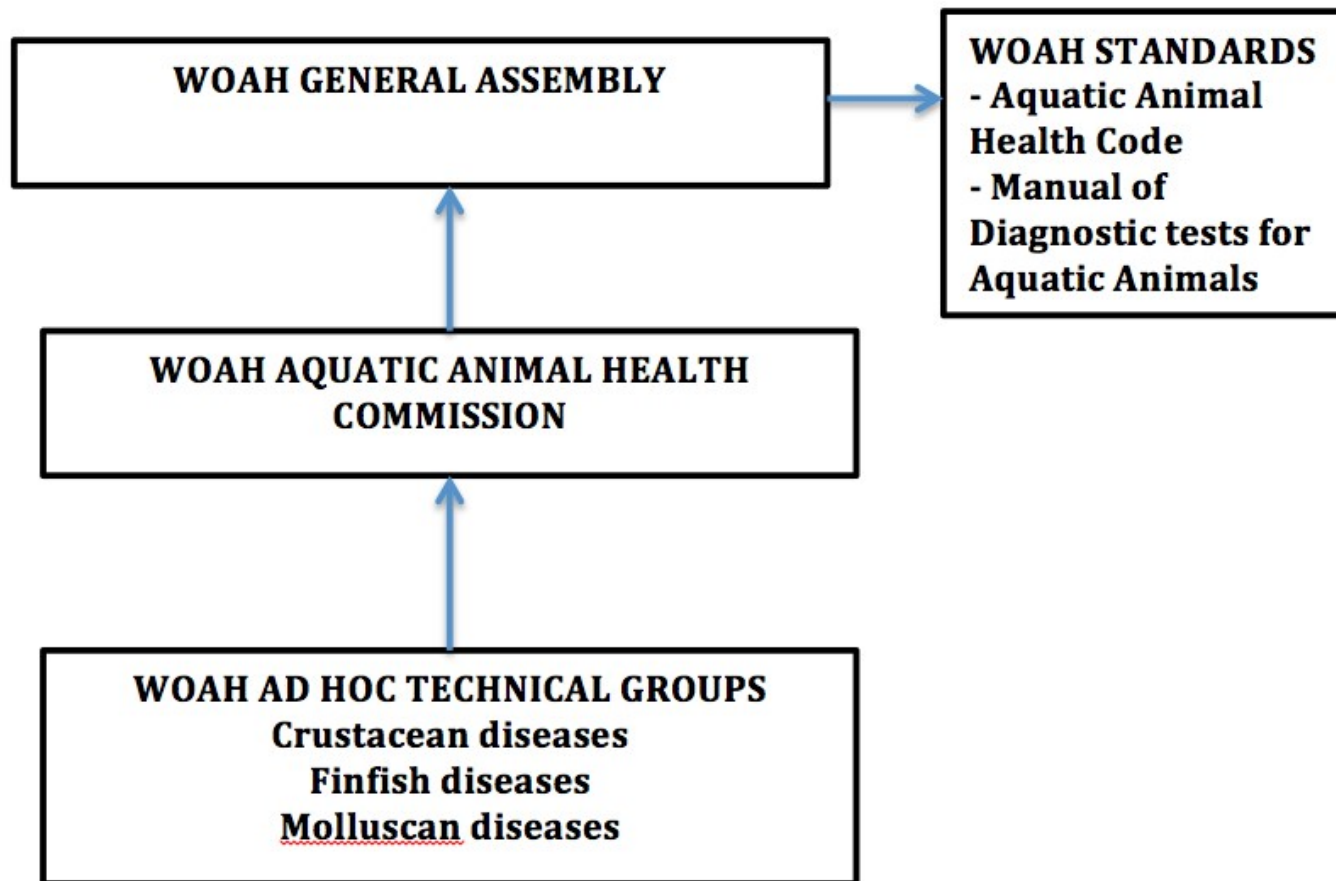 WOAH GENERAL ASSEMBLY
WOAH STANDARDS
- Aquatic Animal
Health Code
- Manual of
Diagnostic tests for
Aquatic Animals
WOAH AQUATIC ANIMAL HEALTH
COMMISSION
WOAH AD HOC TECHNICAL GROUPS
Crustacean diseases
Finfish diseases
Molluscan diseases